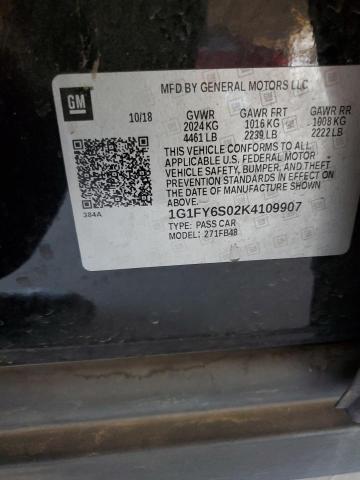 MFD BY GENERAL MOTORS LLC
GM
10/18 GVWR GAWR FRT GAWR RR
2024 KG 1016 KG 1008 KG
4461 LB 2239 LB 2222 LB
THIS VEHICLE CONFORMS TO ALL
APPLICABLE U.S. FEDERAL MOTOR
VEHICLE SAFETY, BUMPER, AND THEFT
PREVENTION STANDARDS IN EFFECT ON
THE DATE OF MANUFACTURE SHOWN
ABOVE.
384A
1G1FY6S02K4109907
TYPE: PASS CAR
MODEL: 271FB48